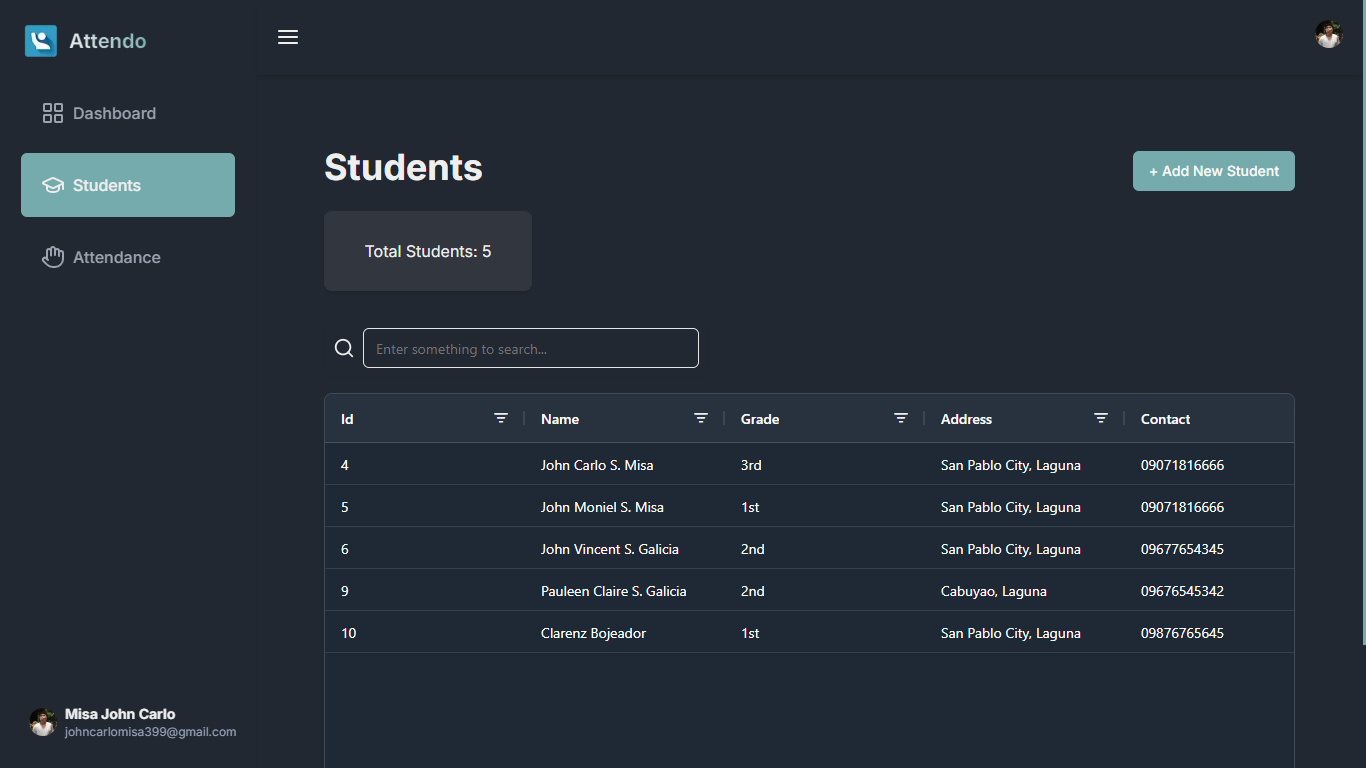 Attendo
Dashboard
Students
Attendance
Students
+ Add New Student
Total Students: 5
Enter something to search...
Id Name Grade Address Contact
4 John Carlo S. Misa 3rd San Pablo City, Laguna 09071816666
5 John Moniel S. Misa 1st San Pablo City, Laguna 09071816666
6 John Vincent S. Galicia 2nd San Pablo City, Laguna 09677654345
9 Pauleen Claire S. Galicia 2nd Cabuyao, Laguna 09676545342
10 Clarenz Bojeador 1st San Pablo City, Laguna 09876765645
Misa John Carlo
johncarlomisa399@gmail.com